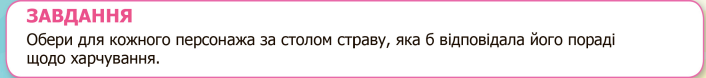 ЗАВДАННЯ
Обери для кожного персонажа за столом страву, яка б відповідала його пораді
щодо харчування.